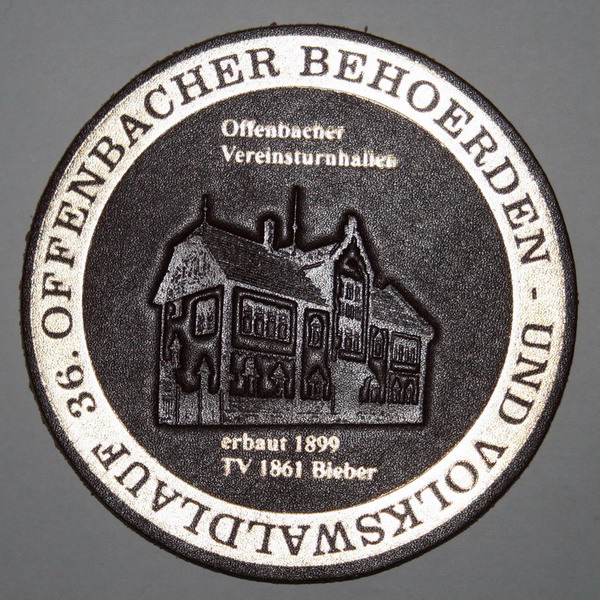 36. OFFENBACHER BEHOERDEN - UND VOLKSWALDLAUF
Offenbacher
Vereinsturnhallen
erbaut 1899
TV 1861 Bieber